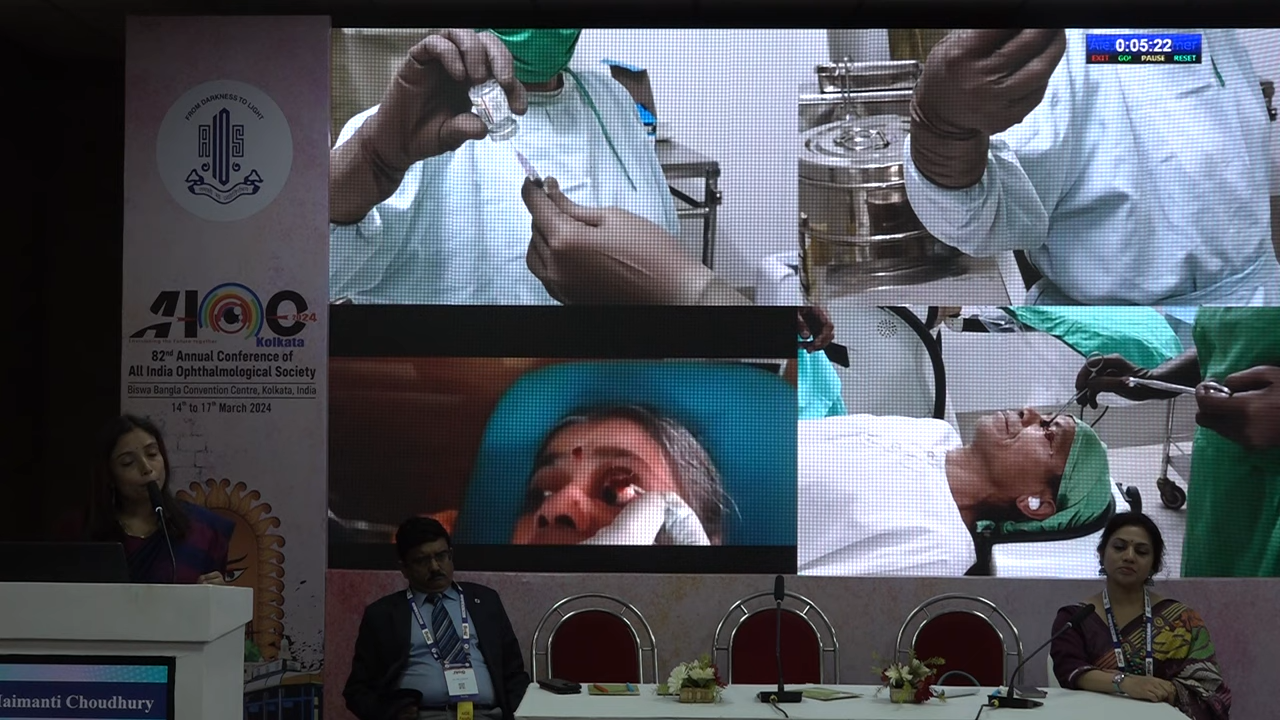 FROM DARKNESS TO LIGHT
AIOS
AIOC 2024
Kolkata
82nd Annual Conference of
All India Ophthalmological Society
Biswa Bangla Convention Centre, Kolkata, India
14th to 17th March 2024
0:05:22
EXIT GO! PAUSE RESET
aimanti Choudhury